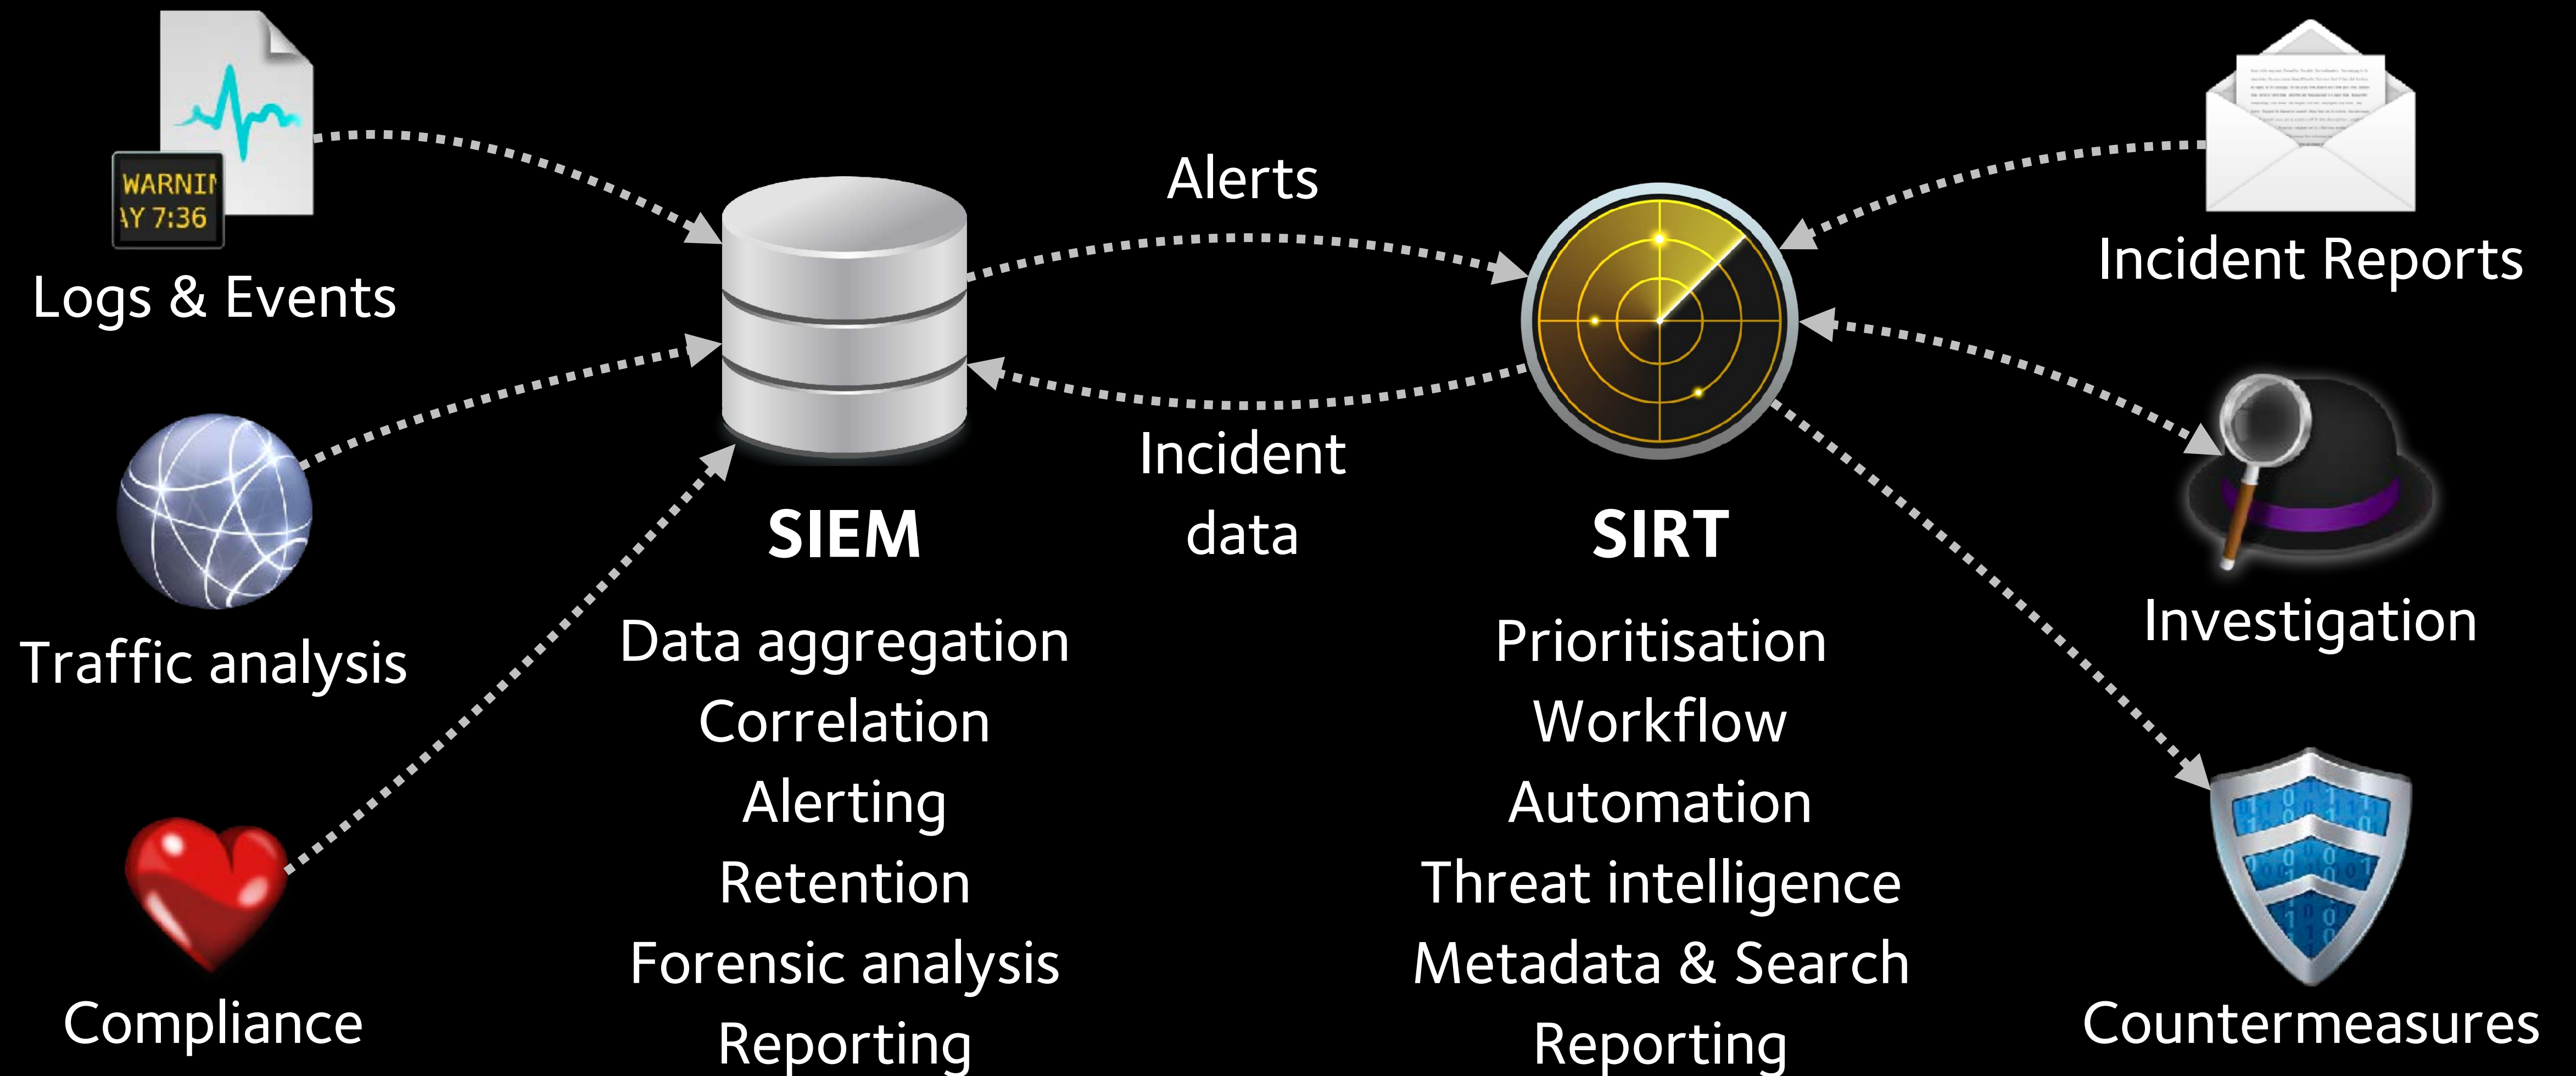 WARNIN
AY 7:36
Logs & Events
Traffic analysis
Compliance
SIEM
Data aggregation
Correlation
Alerting
Retention
Forensic analysis
Reporting
Alerts
Incident
data
SIRT
Prioritisation
Workflow
Automation
Threat intelligence
Metadata & Search
Reporting
Incident Reports
Investigation
Countermeasures